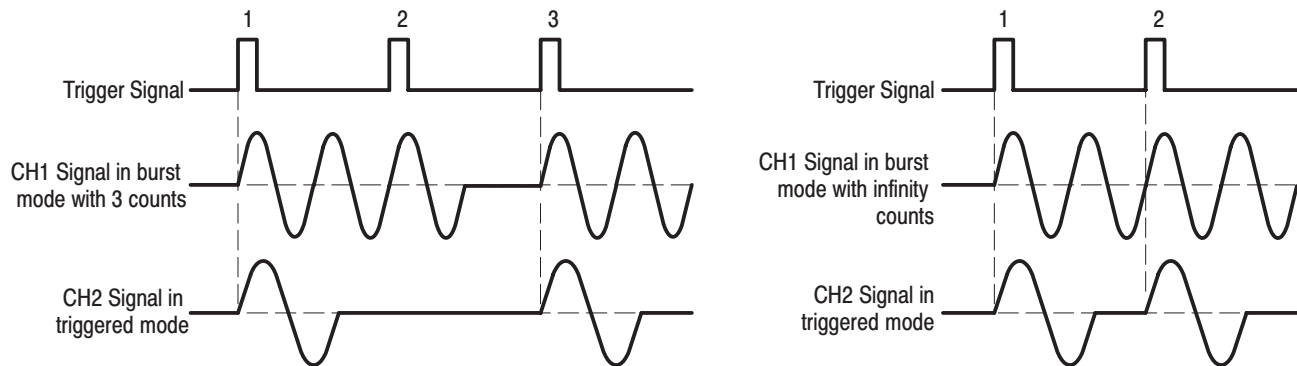 1 2 3
Trigger Signal
CH1 Signal in burst
mode with 3 counts
CH2 Signal in
triggered mode
1 2
Trigger Signal
CH1 Signal in burst
mode with infinity
counts
CH2 Signal in
triggered mode